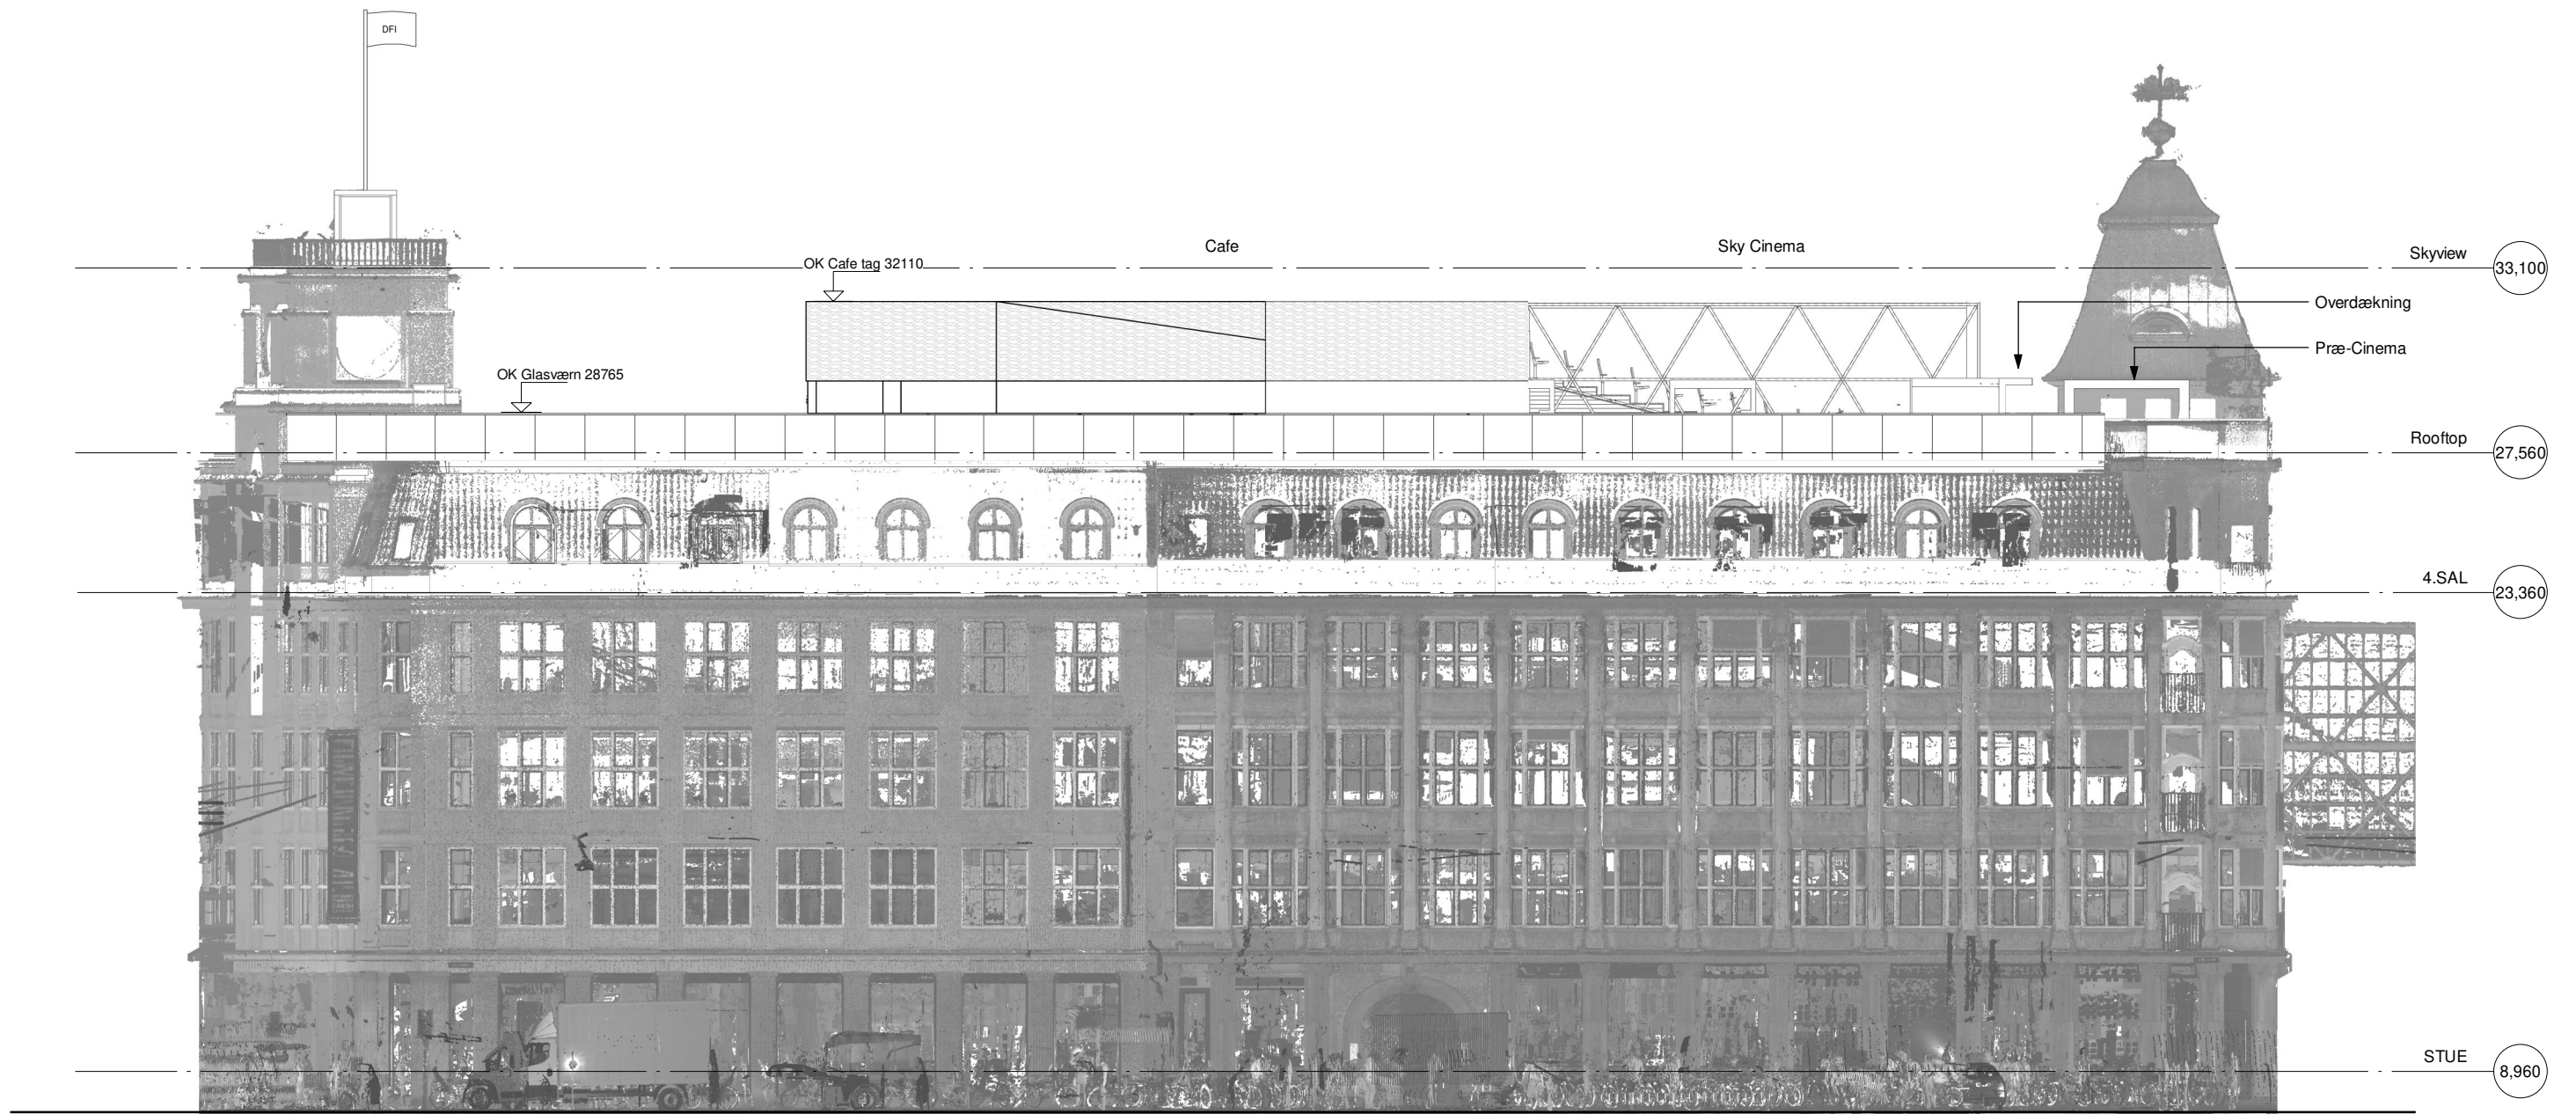 DFI
Cafe
Sky Cinema
Skyview
33,100
OK Cafe tag 32110
Overdækning
Præ-Cinema
OK Glasværn 28765
Rooftop
27,560
4.SAL
23,360
STUE
8,960